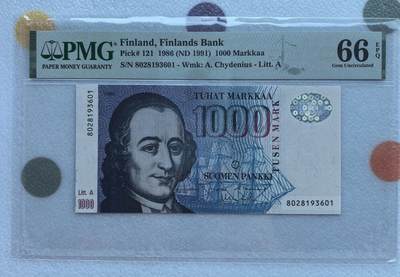 PMG
PAPER MONEY GUARANTY
Finland, Finlands Bank
Pick# 121 1986 (ND 1991) 1000 Markkaa
S/N 8028193601 - Wmk: A. Chydenius - Litt. A
66 EPQ
Gem Uncirculated
TUHAT MARKKAA
1000
TUSEN MARK
SUOMEN PANKKI
8028193601
Litt. A
1000
8028193601